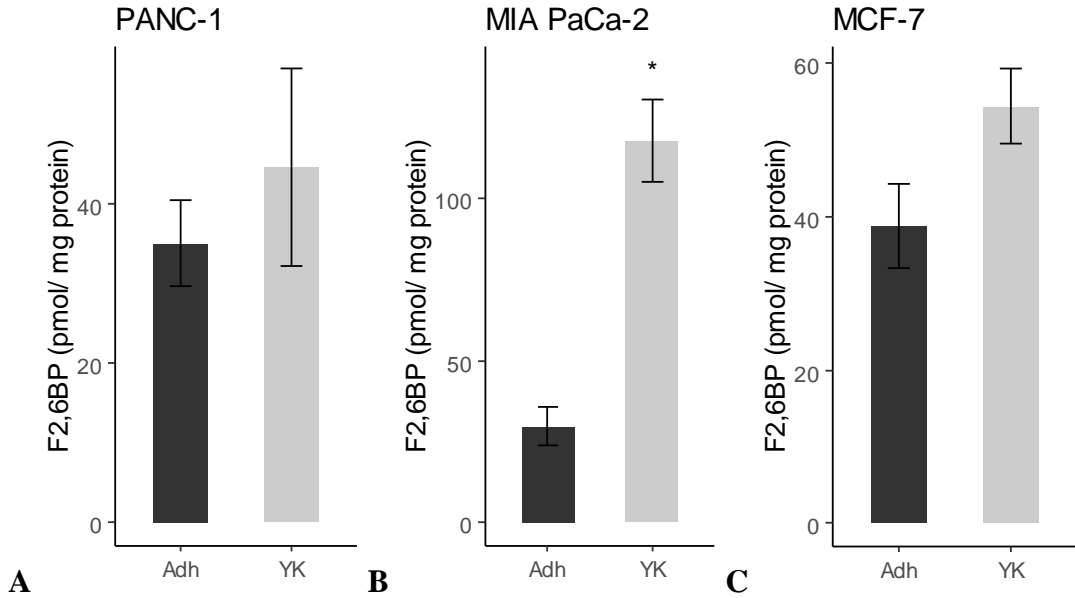 PANC-1
F2,6BP (pmol/ mg protein)
40
20
0
Adh YK
A
MIA PaCa-2
F2,6BP (pmol/ mg protein)
*
100
50
0
Adh YK
B
MCF-7
F2,6BP (pmol/ mg protein)
60
40
20
0
Adh YK
C